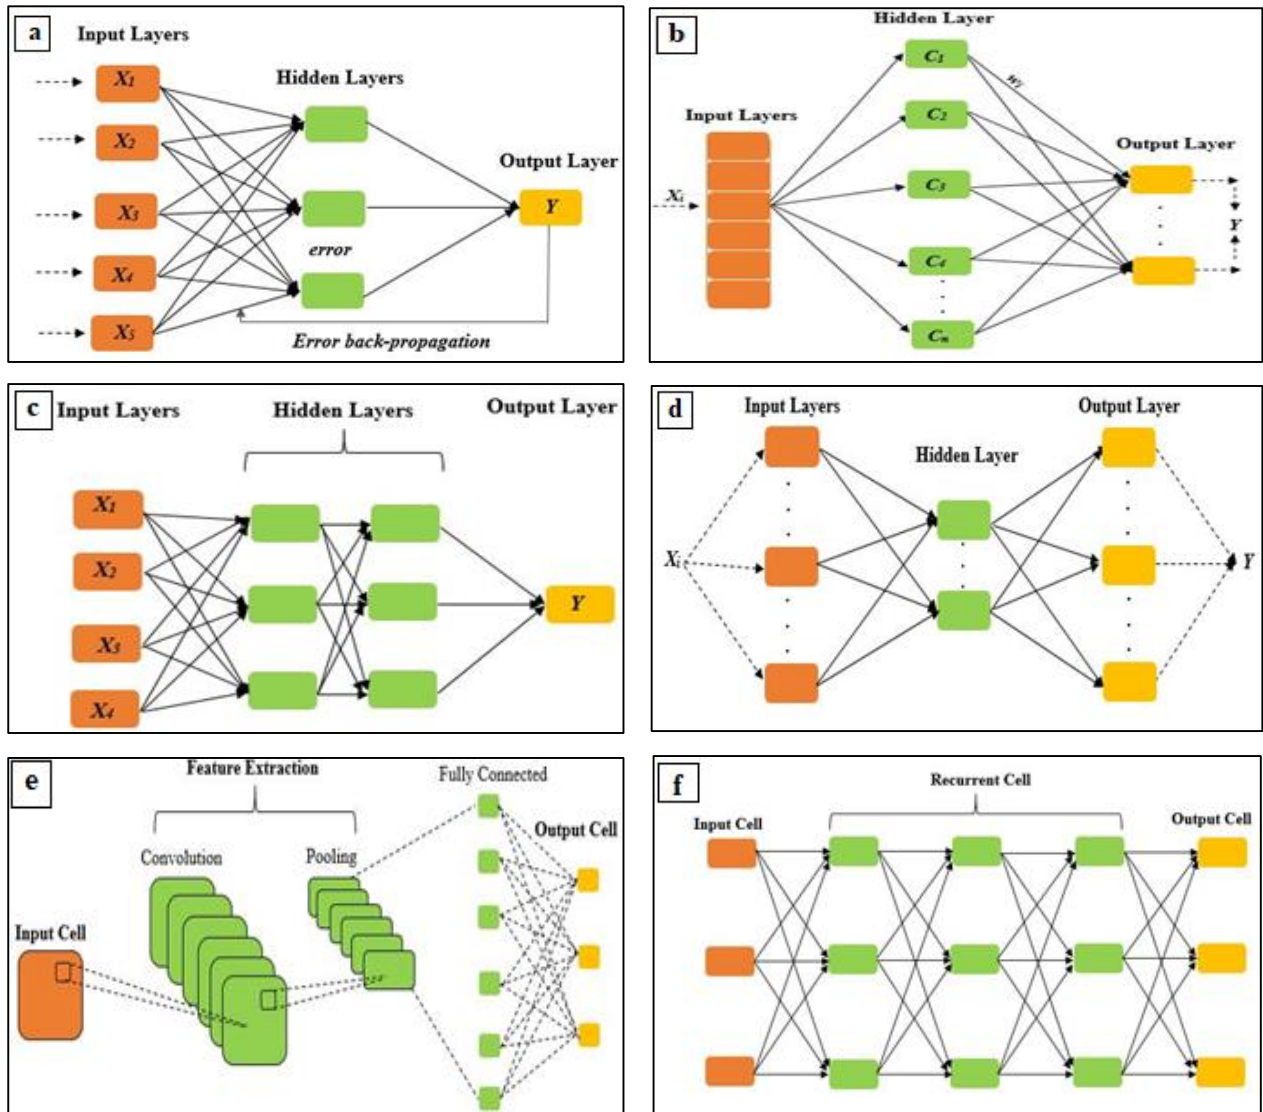 a
Input Layers
Hidden Layers
Output Layer
X1
X2
X3
X4
X5
Y
error
Error back-propagation
b
Hidden Layer
Input Layers
Output Layer
Xi
C1
C2
C3
C4
Cn
Y
c
Input Layers
Hidden Layers
Output Layer
X1
X2
X3
X4
Y
d
Input Layers
Hidden Layer
Output Layer
Xi
Y
e
Feature Extraction
Fully Connected
Output Cell
Convolution
Pooling
Input Cell
f
Recurrent Cell
Input Cell
Output Cell